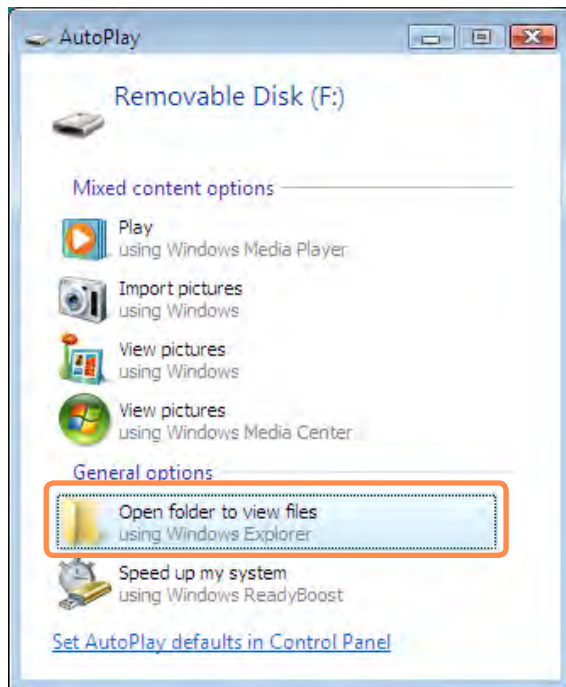 AutoPlay
Removable Disk (F:)
Mixed content options
Play
using Windows Media Player
Import pictures
using Windows
View pictures
using Windows
View pictures
using Windows Media Center
General options
Open folder to view files
using Windows Explorer
Speed up my system
using Windows ReadyBoost
Set AutoPlay defaults in Control Panel